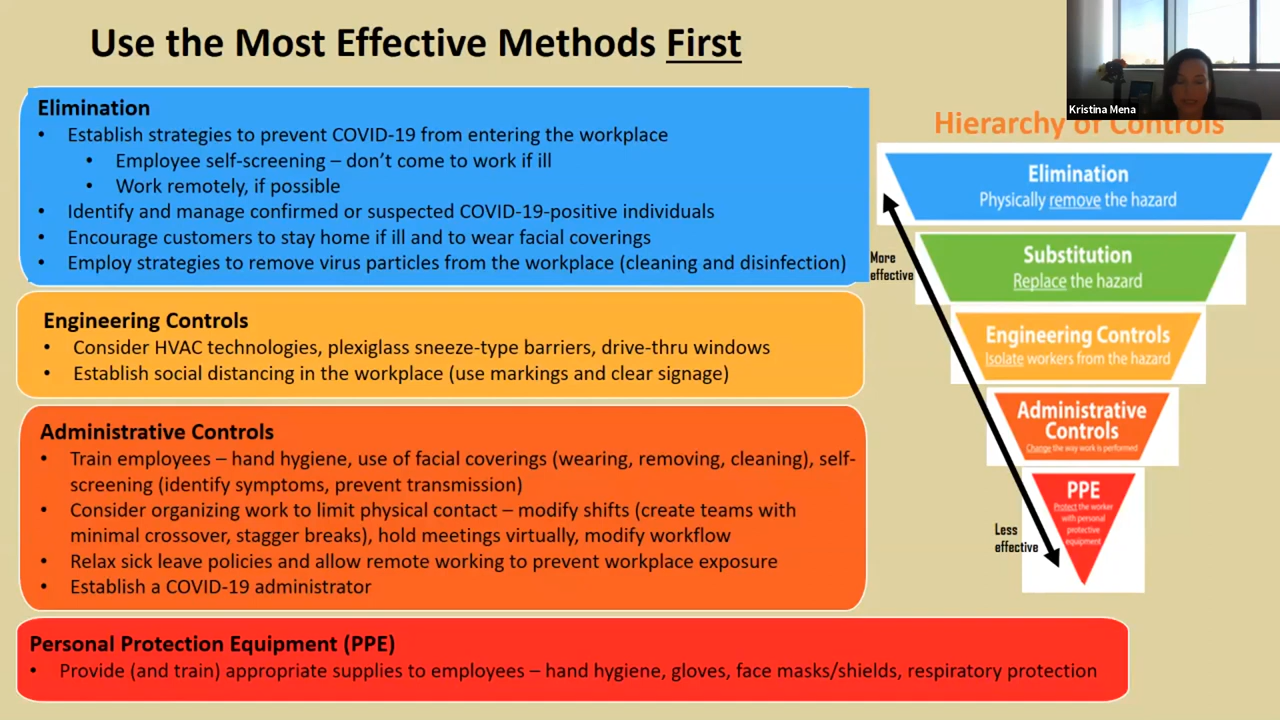 Use the Most Effective Methods First
Kristina Mena
Elimination
• Establish strategies to prevent COVID-19 from entering the workplace
• Employee self-screening – don't come to work if ill
• Work remotely, if possible
• Identify and manage confirmed or suspected COVID-19-positive individuals
• Encourage customers to stay home if ill and to wear facial coverings
• Employ strategies to remove virus particles from the workplace (cleaning and disinfection)
Engineering Controls
• Consider HVAC technologies, plexiglass sneeze-type barriers, drive-thru windows
• Establish social distancing in the workplace (use markings and clear signage)
Administrative Controls
• Train employees – hand hygiene, use of facial coverings (wearing, removing, cleaning), self-
screening (identify symptoms, prevent transmission)
• Consider organizing work to limit physical contact – modify shifts (create teams with
minimal crossover, stagger breaks), hold meetings virtually, modify workflow
• Relax sick leave policies and allow remote working to prevent workplace exposure
• Establish a COVID-19 administrator
Personal Protection Equipment (PPE)
• Provide (and train) appropriate supplies to employees – hand hygiene, gloves, face masks/shields, respiratory protection
Hierarchy of Controls
Elimination
Physically remove the hazard
More
effective
Substitution
Replace the hazard
Engineering Controls
Isolate workers from the hazard
Administrative
Controls
Change the way work is performed
PPE
Protect the worker
with personal
protective
equipment
Less
effective